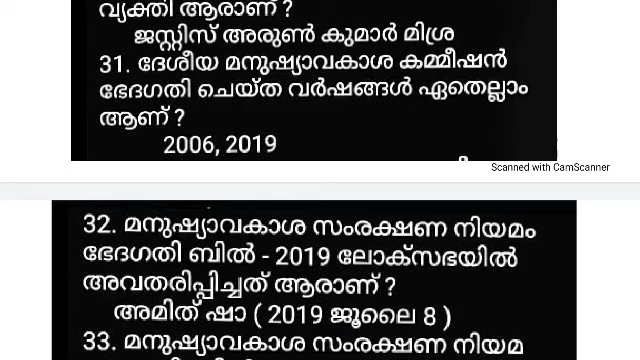 വ്യക്തി ആരാണ് ?
ജസ്റ്റിസ് അരുൺ കുമാർ മിശ്ര
31. ദേശീയ മനുഷ്യാവകാശ കമ്മീഷൻ
ഭേദഗതി ചെയ്ത വർഷങ്ങൾ ഏതെല്ലാം
ആണ് ?
2006, 2019
Scanned with CamScanner
32. മനുഷ്യാവകാശ സംരക്ഷണ നിയമം
ഭേദഗതി ബിൽ - 2019 ലോക്സഭയിൽ
അവതരിപ്പിച്ചത് ആരാണ് ?
അമിത് ഷാ ( 2019 ജൂലൈ 8 )
33. മനുഷ്യാവകാശ സംരക്ഷണ നിയമ